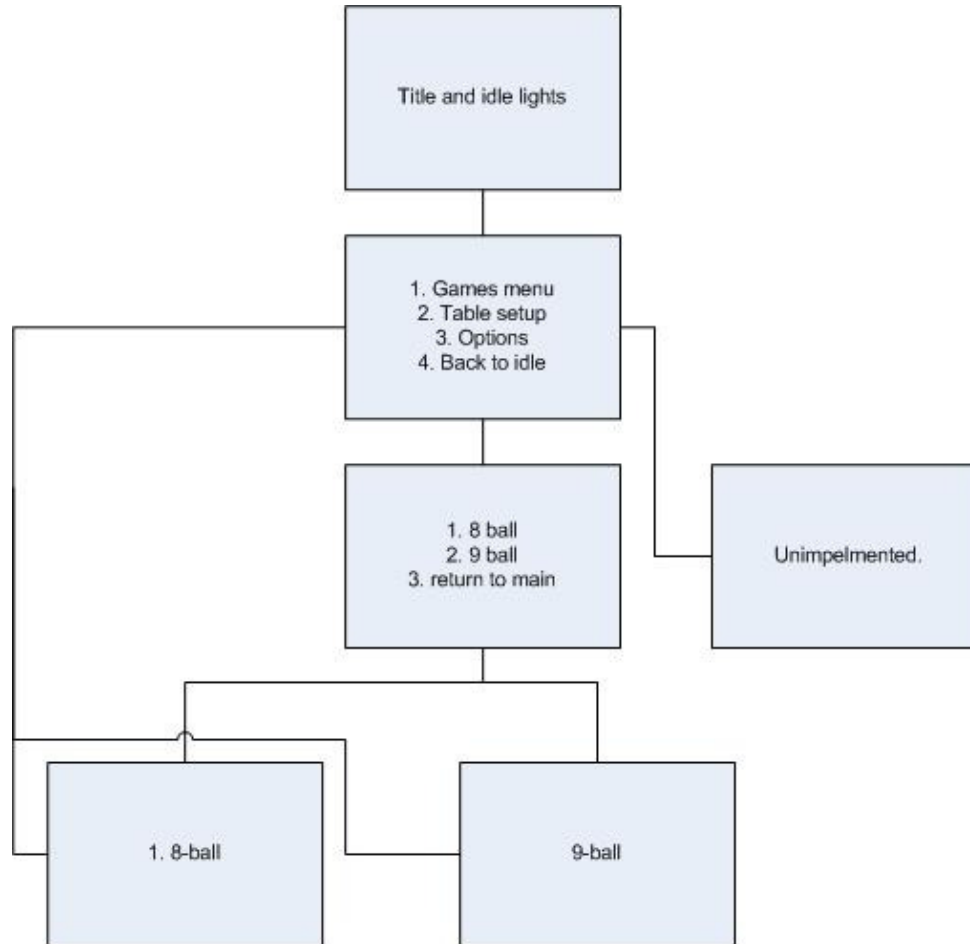 Title and idle lights
1. Games menu
2. Table setup
3. Options
4. Back to idle
1. 8 ball
2. 9 ball
3. return to main
Unimpelmented.
1. 8-ball
9-ball